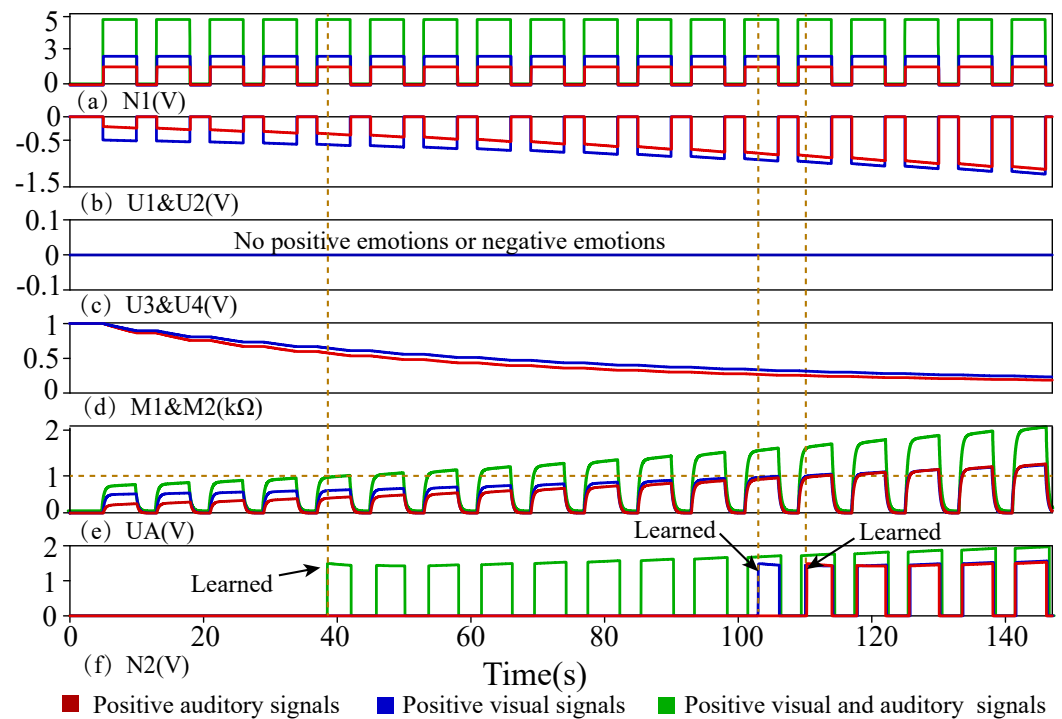 5
3
0
(a) N1(V)
0
-0.5
-1.5
(b) U1&U2(V)
0.1
0
-0.1
No positive emotions or negative emotions
(c) U3&U4(V)
1
0.5
0
(d) M1&M2(kΩ)
2
1
0
(e) UA(V)
Learned
Learned
Learned
2
1
0
0 20 40 60 80 100 120 140
(f) N2(V)
Time(s)
Positive auditory signals Positive visual signals Positive visual and auditory signals